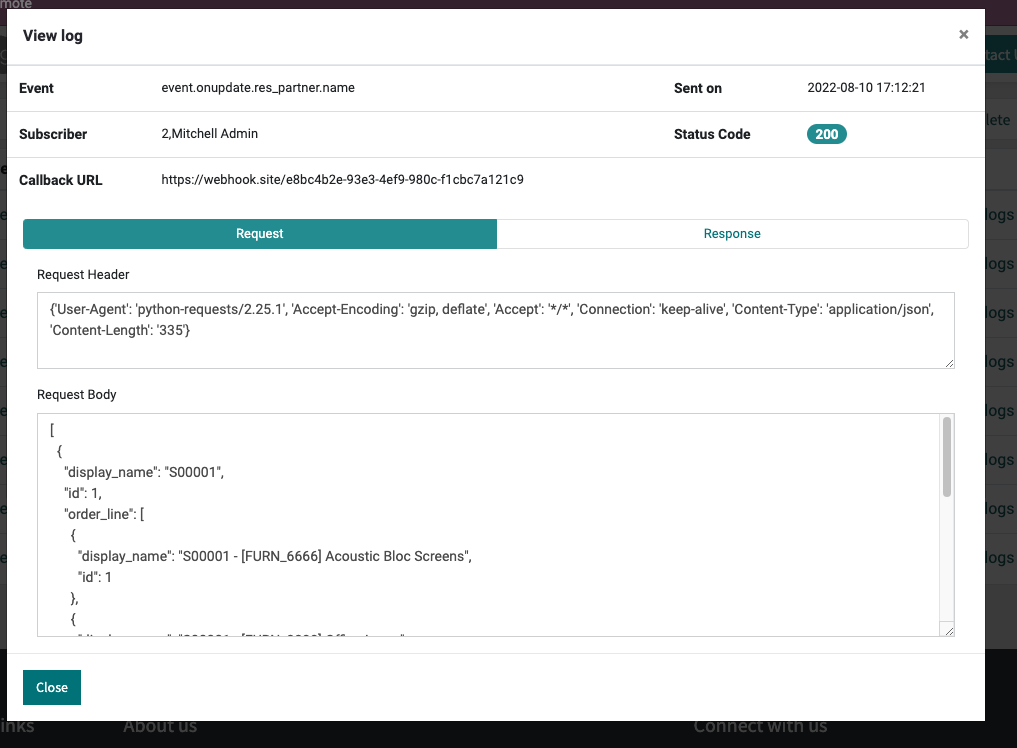 mote
View log
×
tact U
Event event.onupdate.res_partner.name Sent on 2022-08-10 17:12:21
lete
Subscriber 2,Mitchell Admin Status Code 200
Callback URL https://webhook.site/e8bc4b2e-93e3-4ef9-980c-f1cbc7a121c9
logs
Request Response
logs
Request Header
{'User-Agent': 'python-requests/2.25.1', 'Accept-Encoding': 'gzip, deflate', 'Accept': '*/*', 'Connection': 'keep-alive', 'Content-Type': 'application/json',
'Content-Length': '335'}
logs
logs
Request Body
logs
[
{
logs
"display_name": "S00001",
"id": 1,
logs
"order_line": [
{
"display_name": "S00001 - [FURN_6666] Acoustic Bloc Screens",
logs
"id": 1
},
{
Close
inks About us Connect with us